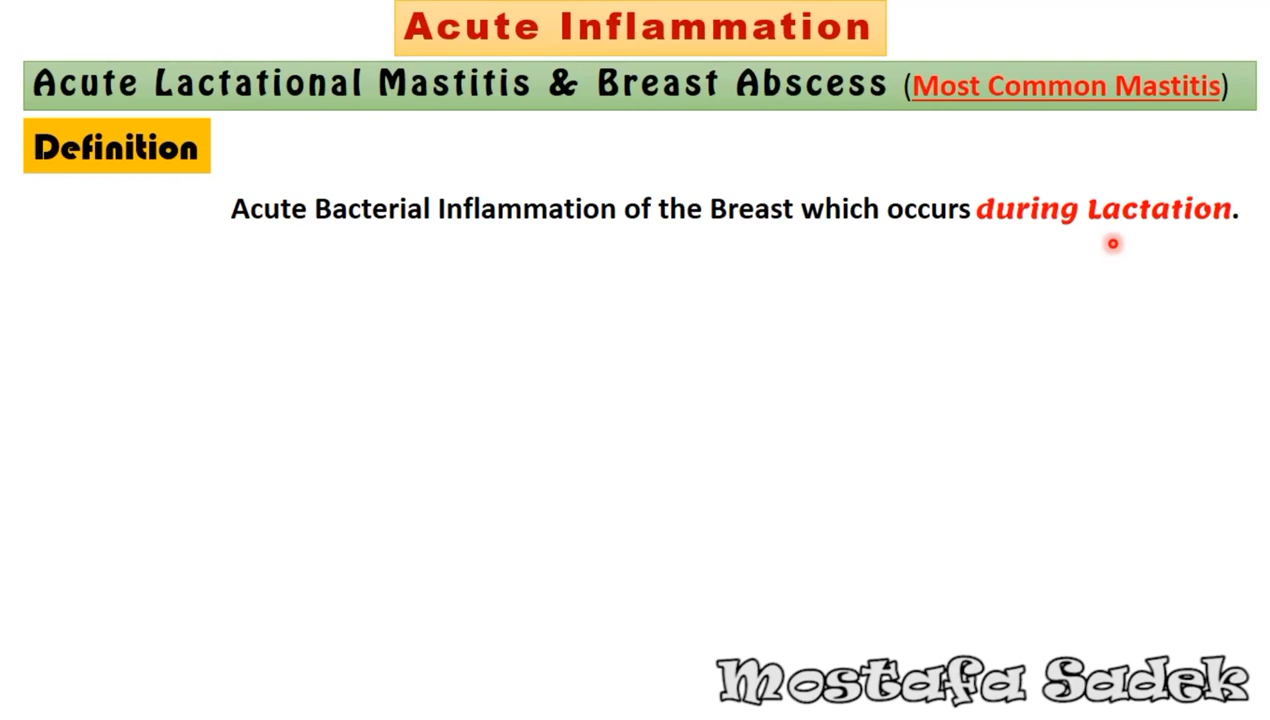 Acute Inflammation
Acute Lactational Mastitis & Breast Abscess (Most Common Mastitis)
Definition
Acute Bacterial Inflammation of the Breast which occurs during Lactation.
Mostafa Sadek